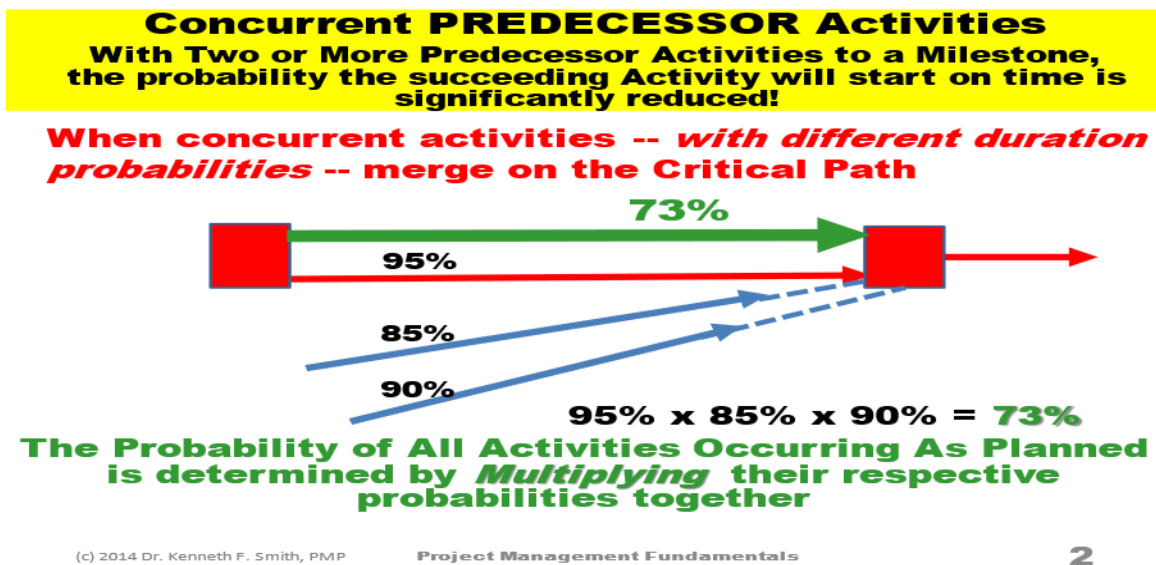 Concurrent PREDECESSOR Activities
With Two or More Predecessor Activities to a Milestone,
the probability the succeeding Activity will start on time is
significantly reduced!
When concurrent activities -- with different duration
probabilities -- merge on the Critical Path
73%
95%
85%
90%
95% x 85% x 90% = 73%
The Probability of All Activities Occurring As Planned
is determined by Multiplying their respective
probabilities together
(c) 2014 Dr. Kenneth F. Smith, PMP Project Management Fundamentals 2